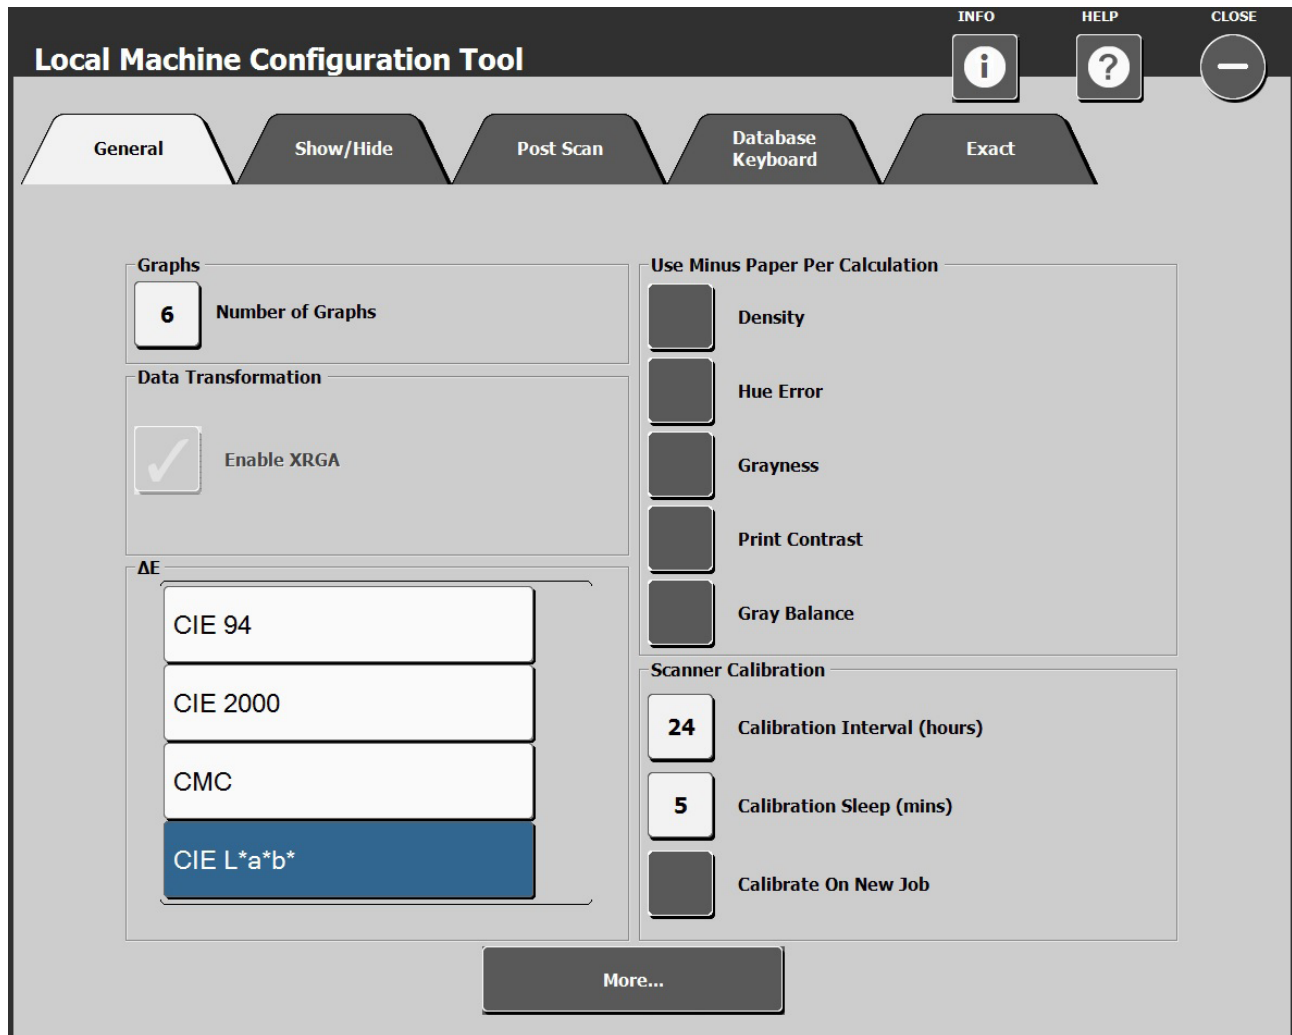 INFO
HELP
CLOSE
Local Machine Configuration Tool
i
?
General
Show/Hide
Post Scan
Database
Keyboard
Exact
Graphs
6
Number of Graphs
Data Transformation
Enable XRGA
ΔE
CIE 94
CIE 2000
CMC
CIE L*a*b*
Use Minus Paper Per Calculation
Density
Hue Error
Grayness
Print Contrast
Gray Balance
Scanner Calibration
24
Calibration Interval (hours)
5
Calibration Sleep (mins)
Calibrate On New Job
More...